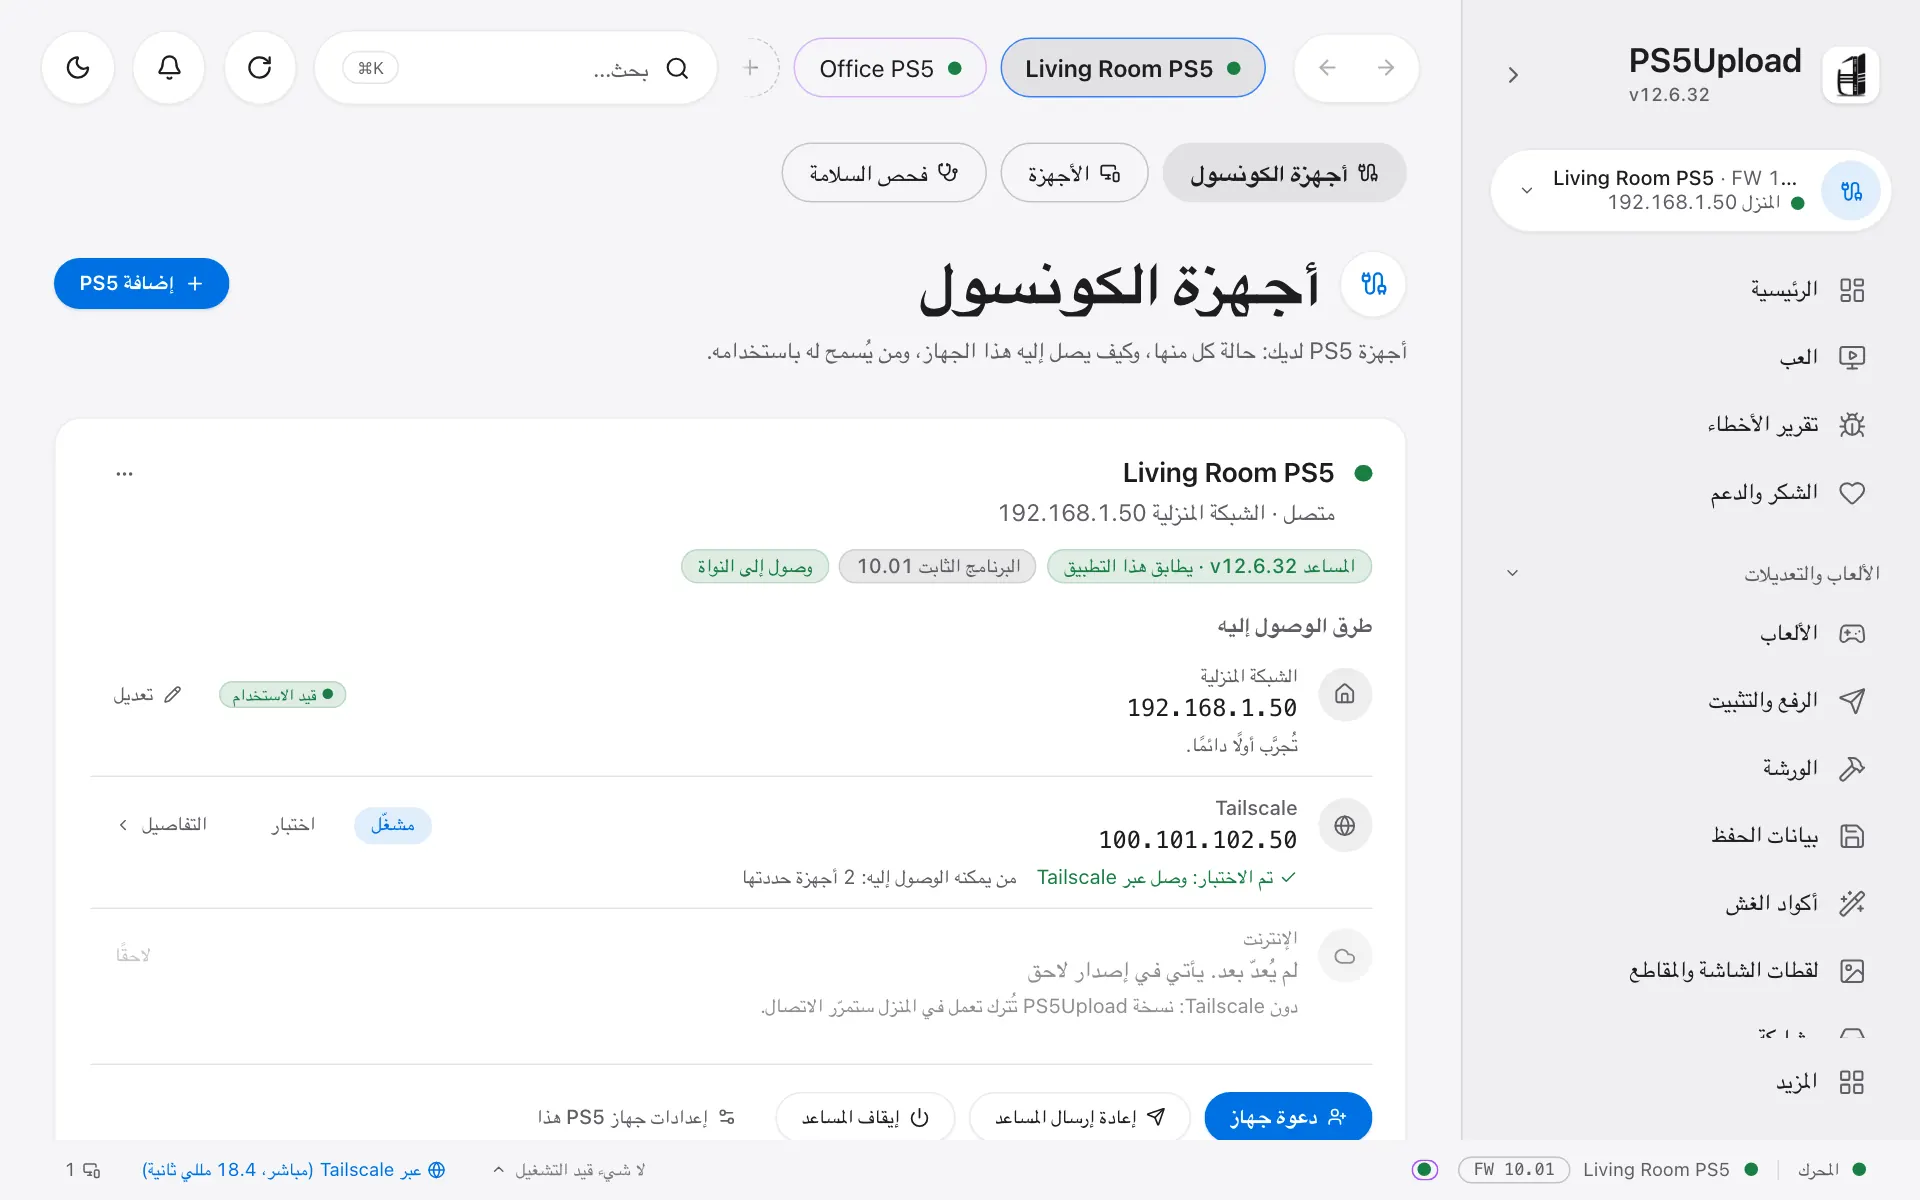 PS5Upload
v12.6.32
Living Room PS5 · FW 1...
المنزل 192.168.1.50
الرئيسية
العب
تقرير الأخطاء
الشكر والدعم
الألعاب والتعديلات
الألعاب
الرفع والتثبيت
الورشة
بيانات الحفظ
أكواد الغش
لقطات الشاشة والمقاطع
المزيد
Living Room PS5
Office PS5
بحث...
⌘K
أجهزة الكونسول
الأجهزة
فحص السلامة
أجهزة الكونسول
إضافة PS5
أجهزة PS5 لديك: حالة كل منها، وكيف يصل إليه هذا الجهاز، ومن يُسمح له باستخدامه.
Living Room PS5
متصل · الشبكة المنزلية 192.168.1.50
المساعد v12.6.32 · يطابق هذا التطبيق
البرنامج الثابت 10.01
وصول إلى النواة
طرق الوصول إليه
الشبكة المنزلية
192.168.1.50
تُجرَّب أولًا دائمًا.
قيد الاستخدام
تعديل
Tailscale
100.101.102.50
تم الاختبار: وصل عبر Tailscale
من يمكنه الوصول إليه: 2 أجهزة حددتها
مشغّل
اختبار
التفاصيل
الإنترنت
لم يُعدّ بعد. يأتي في إصدار لاحق
دون Tailscale: نسخة PS5Upload تُترك تعمل في المنزل ستمرّر الاتصال.
لاحقًا
دعوة جهاز
إعادة إرسال المساعد
إيقاف المساعد
إعدادات جهاز PS5 هذا
المحرك
Living Room PS5
FW 10.01
لا شيء قيد التشغيل
عبر Tailscale (مباشر، 18.4 مللي ثانية)
1